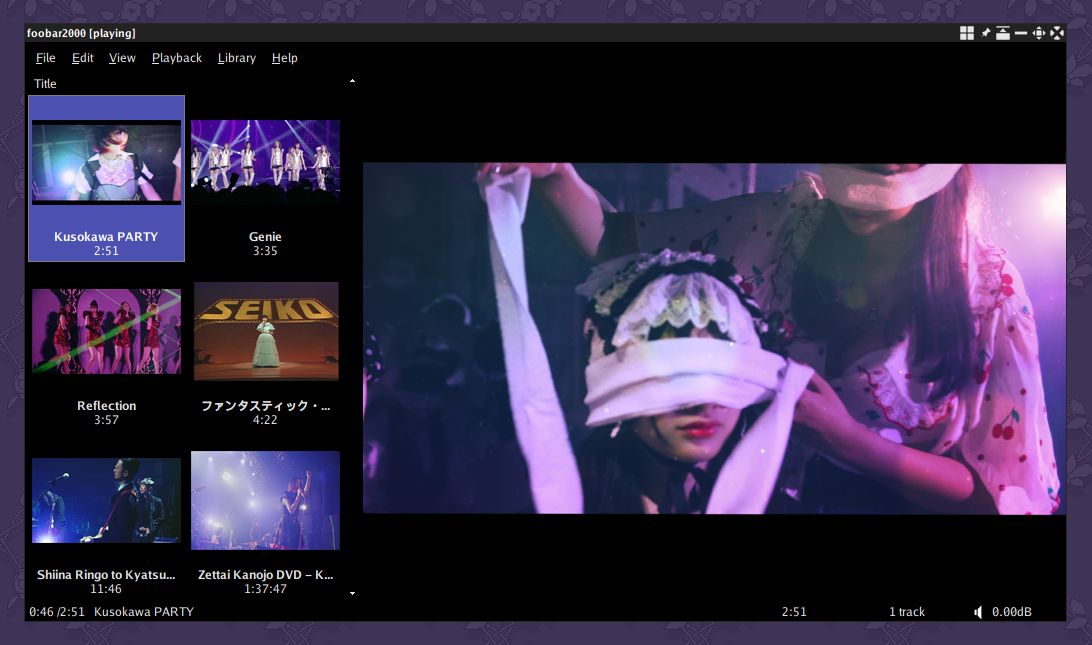 foobar2000 [playing]
File Edit View Playback Library Help
Title
Kusokawa PARTY
2:51
Genie
3:35
Reflection
3:57
SEIKO
ファンタスティック・...
4:22
Shiina Ringo to Kyatsu...
11:46
Zettai Kanojo DVD – K...
1:37:47
0:46 /2:51 Kusokawa PARTY 2:51 1 track 0.00dB